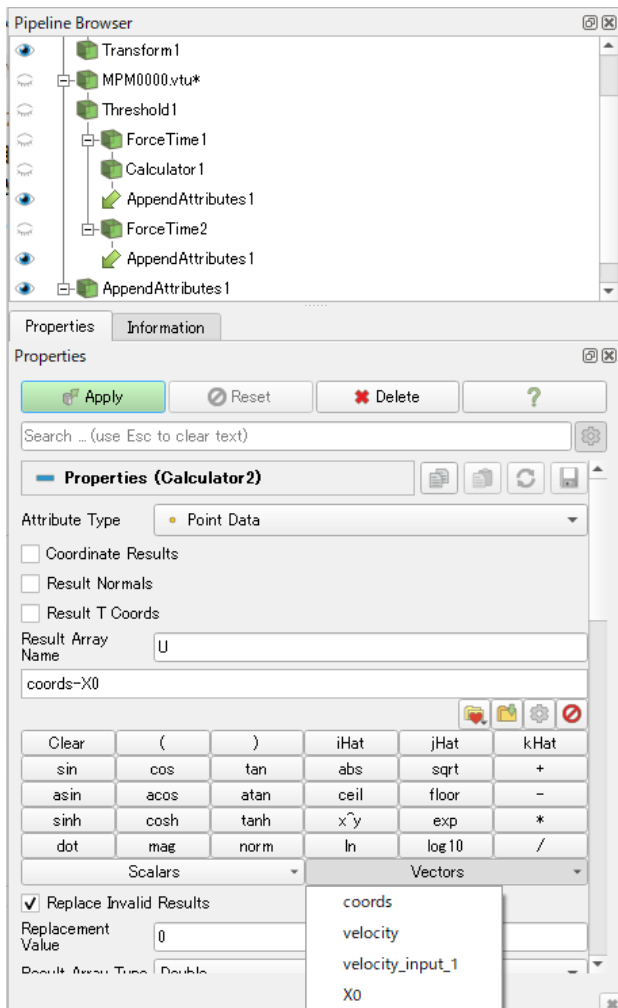 Pipeline Browser
Transform1
MPM0000.vtu*
Threshold1
ForceTime1
Calculator1
AppendAttributes1
ForceTime2
AppendAttributes1
AppendAttributes1
Properties Information
Properties
Apply Reset Delete ?
Search ... (use Esc to clear text)
Properties (Calculator2)
Attribute Type Point Data
Coordinate Results
Result Normals
Result T Coords
Result Array
Name
U
coords-X0
Clear ( ) iHat jHat kHat
sin cos tan abs sqrt +
asin acos atan ceil floor -
sinh cosh tanh x^y exp *
dot mag norm ln log10 /
Scalars Vectors
Replace Invalid Results
Replacement
Value
0
Result Array Type Double
coords
velocity
velocity_input_1
X0